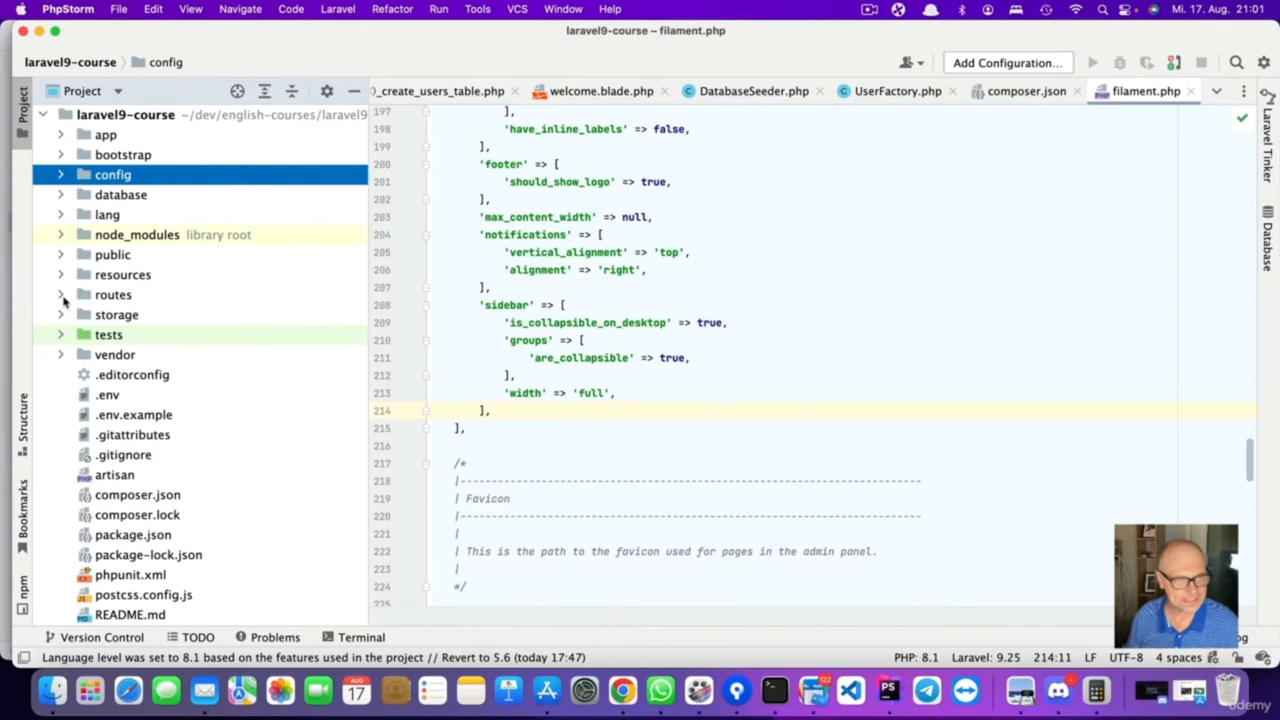 PhpStorm File Edit View Navigate Code Laravel Refactor Run Tools VCS Window Help Mi. 17. Aug. 21:01
laravel9-course – filament.php
laravel9-course config Add Configuration...
Project _create_users_table.php welcome.blade.php DatabaseSeeder.php UserFactory.php composer.json filament.php
Project
Structure
Bookmarks
npm
laravel9-course ~/dev/english-courses/laravel9
app
bootstrap
config
database
lang
node_modules library root
public
resources
routes
storage
tests
vendor
.editorconfig
.env
.env.example
.gitattributes
.gitignore
artisan
composer.json
composer.lock
package.json
package-lock.json
phpunit.xml
postcss.config.js
README.md
197 ],
198 'have_inline_labels' => false,
199 ],
200 'footer' => [
201 'should_show_logo' => true,
202 ],
203 'max_content_width' => null,
204 'notifications' => [
205 'vertical_alignment' => 'top',
206 'alignment' => 'right',
207 ],
208 'sidebar' => [
209 'is_collapsible_on_desktop' => true,
210 'groups' => [
211 'are_collapsible' => true,
212 ],
213 'width' => 'full',
214 ],
215 ],
216
217 /*
218 |--------------------------------------------------------------------------
219 | Favicon
220 |--------------------------------------------------------------------------
221 |
222 | This is the path to the favicon used for pages in the admin panel.
223 |
224 */
225
Laravel Tinker
Database
Version Control TODO Problems Terminal
Language level was set to 8.1 based on the features used in the project // Revert to 5.6 (today 17:47) PHP: 8.1 Laravel: 9.25 214:11 LF UTF-8 4 spaces
AUG
17
122
PS
udemy